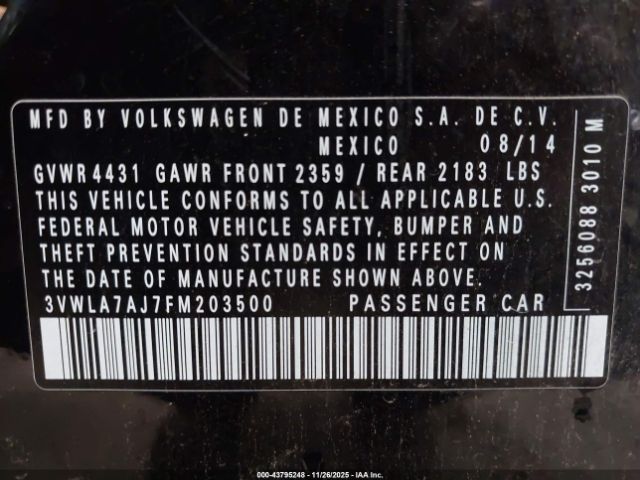 MFD BY VOLKSWAGEN DE MEXICO S.A. DE C.V.
MEXICO 08/14
GVWR 4431 GAWR FRONT 2359 / REAR 2183 LBS
THIS VEHICLE CONFORMS TO ALL APPLICABLE U.S.
FEDERAL MOTOR VEHICLE SAFETY, BUMPER AND
THEFT PREVENTION STANDARDS IN EFFECT ON
THE DATE OF MANUFACTURE SHOWN ABOVE.
3VWLA7AJ7FM203500 PASSENGER CAR
3256088 3010 M
000-43795248 - 11/26/2025 - IAA Inc.